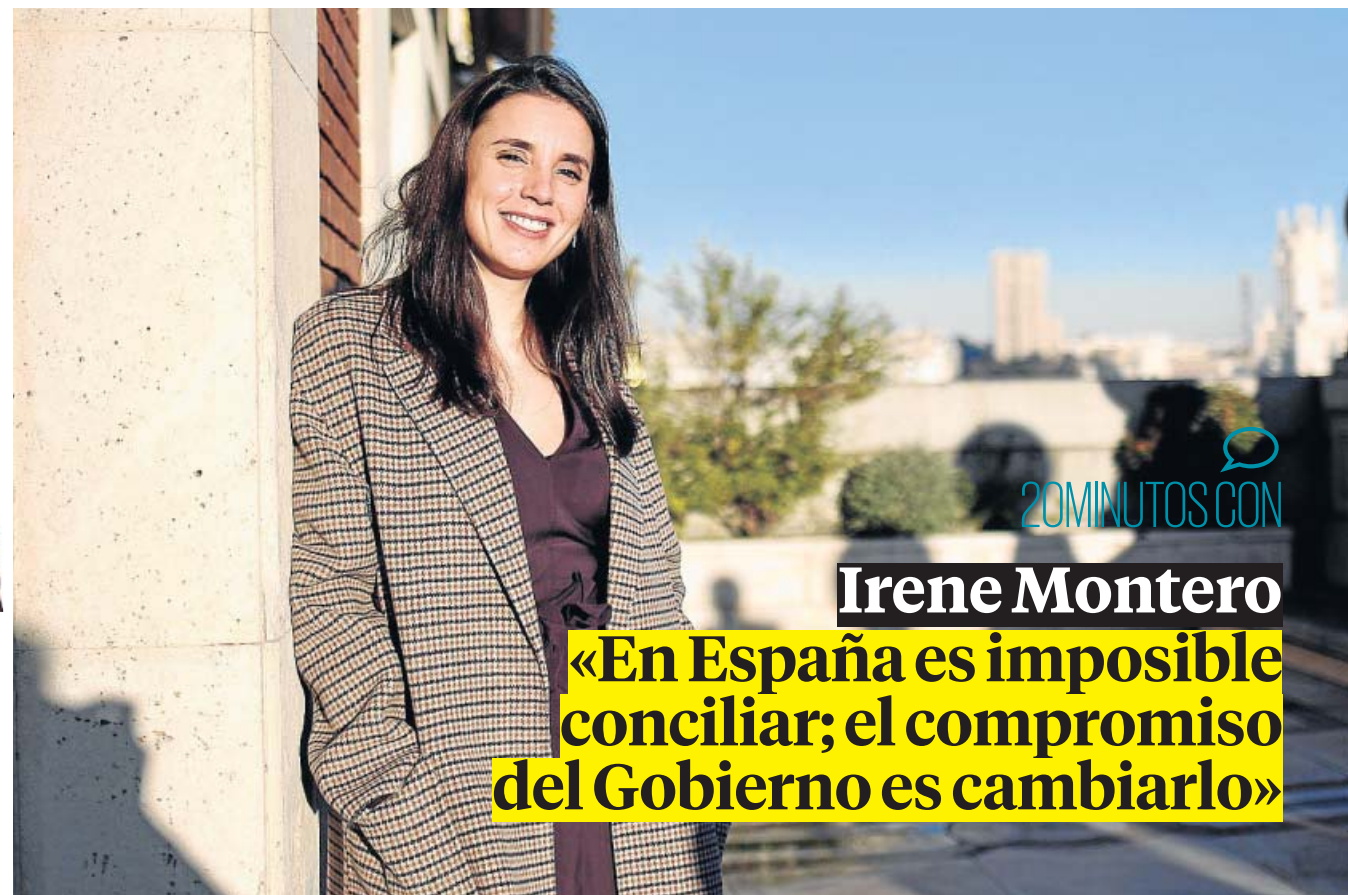 20MINUTOS CON
Irene Montero
«En España es imposible
conciliar; el compromiso
del Gobierno es cambiarlo»